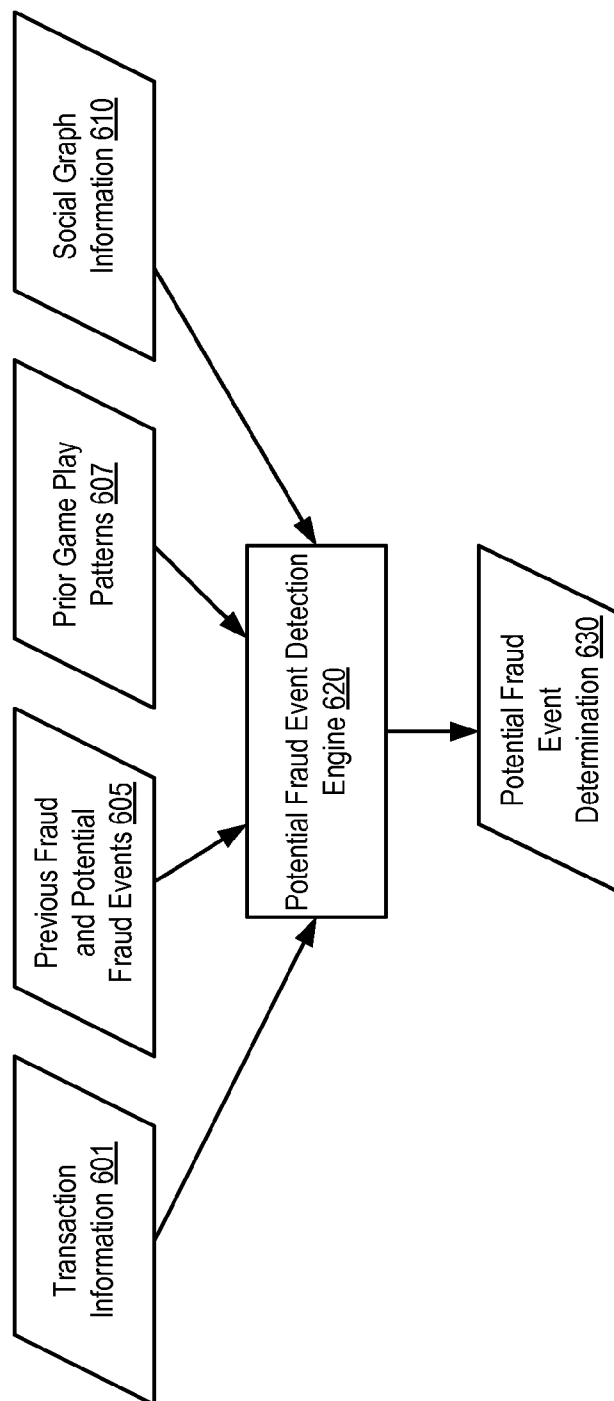 Transaction
Information 601
Previous Fraud
and Potential
Fraud Events 605
Prior Game Play
Patterns 607
Social Graph
Information 610
Potential Fraud Event Detection
Engine 620
Potential Fraud
Event
Determination 630